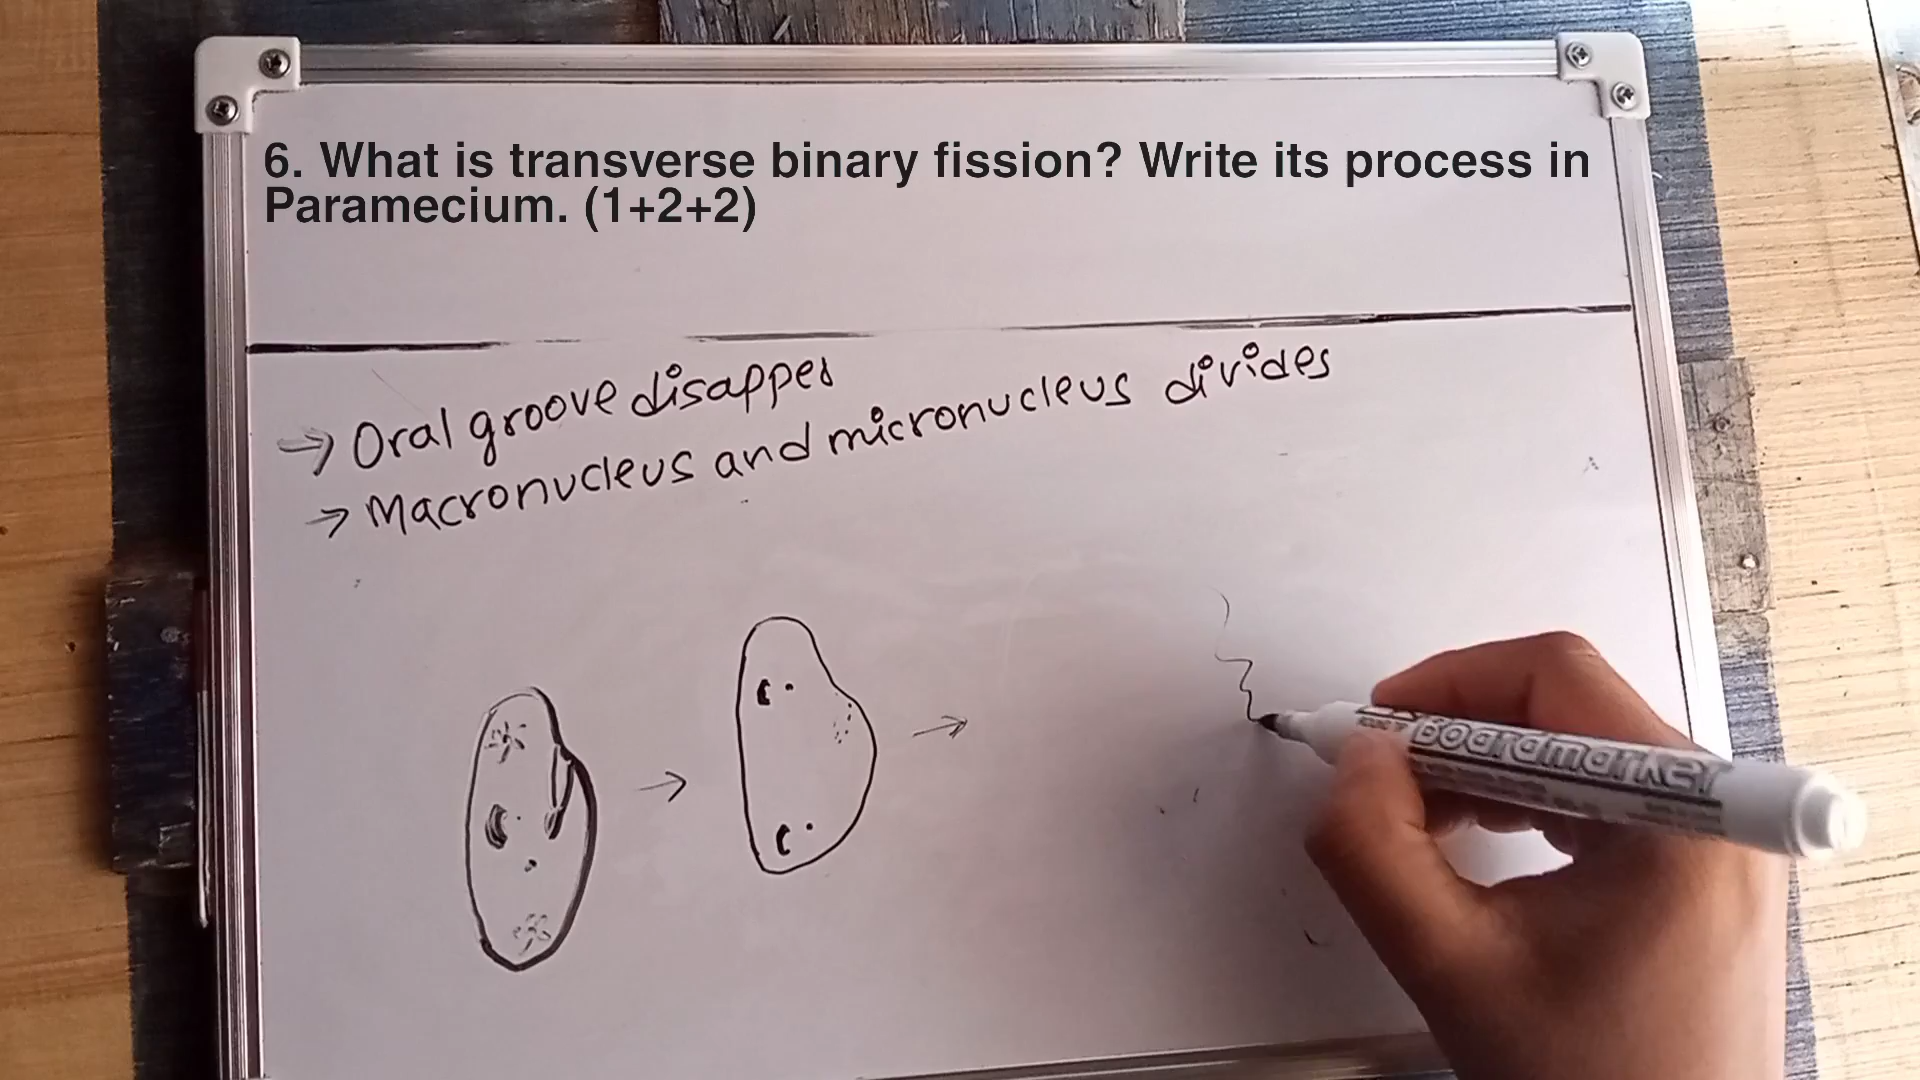 6. What is transverse binary fission? Write its process in
Paramecium. (1+2+2)
→ Oral groove disappes
→ Macronucleus and micronucleus divides
Boardmarker